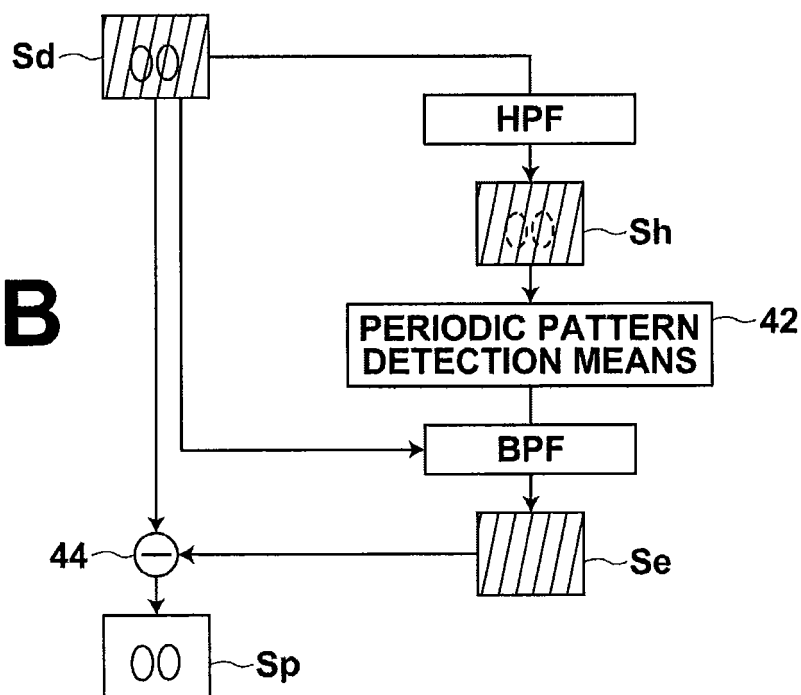 Sd
HPF
Sh
B
PERIODIC PATTERN
DETECTION MEANS
42
BPF
44
Se
Sp